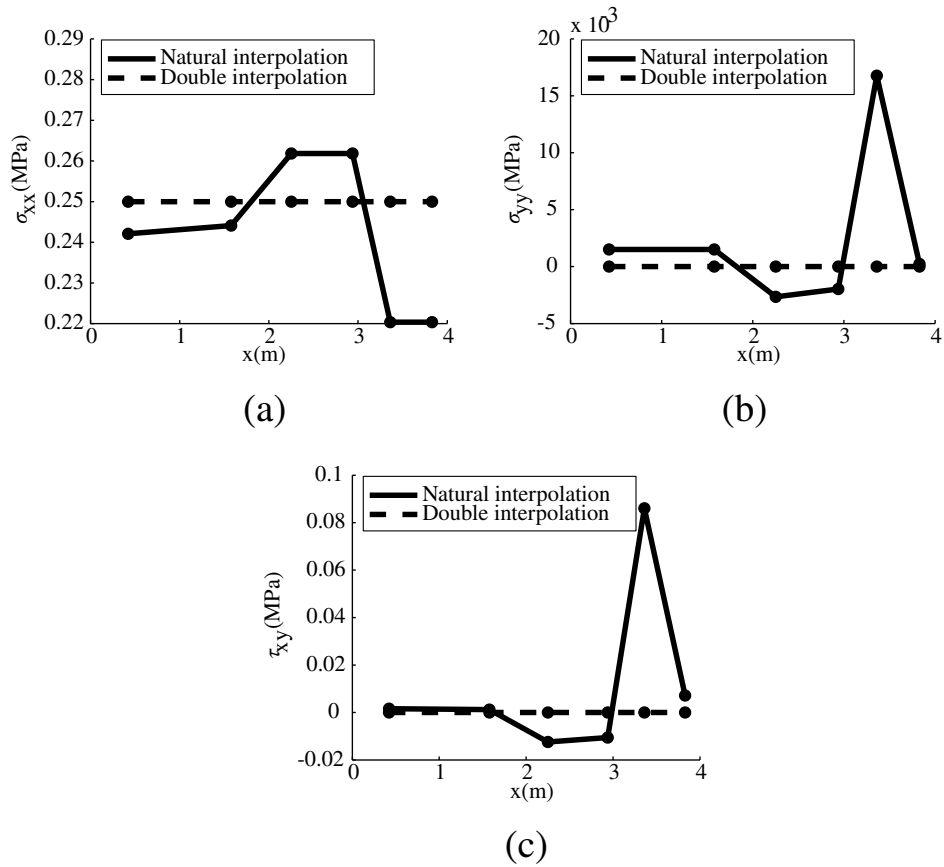 0.29
0.28
0.27
0.26
0.25
0.24
0.23
0.22
σxx(MPa)
Natural interpolation
Double interpolation
0 1 2 3 4
x(m)
(a)
x 10-3
20
15
10
5
0
-5
σyy(MPa)
Natural interpolation
Double interpolation
0 1 2 3 4
x(m)
(b)
0.1
0.08
0.06
0.04
0.02
0
-0.02
τxy(MPa)
Natural interpolation
Double interpolation
0 1 2 3 4
x(m)
(c)